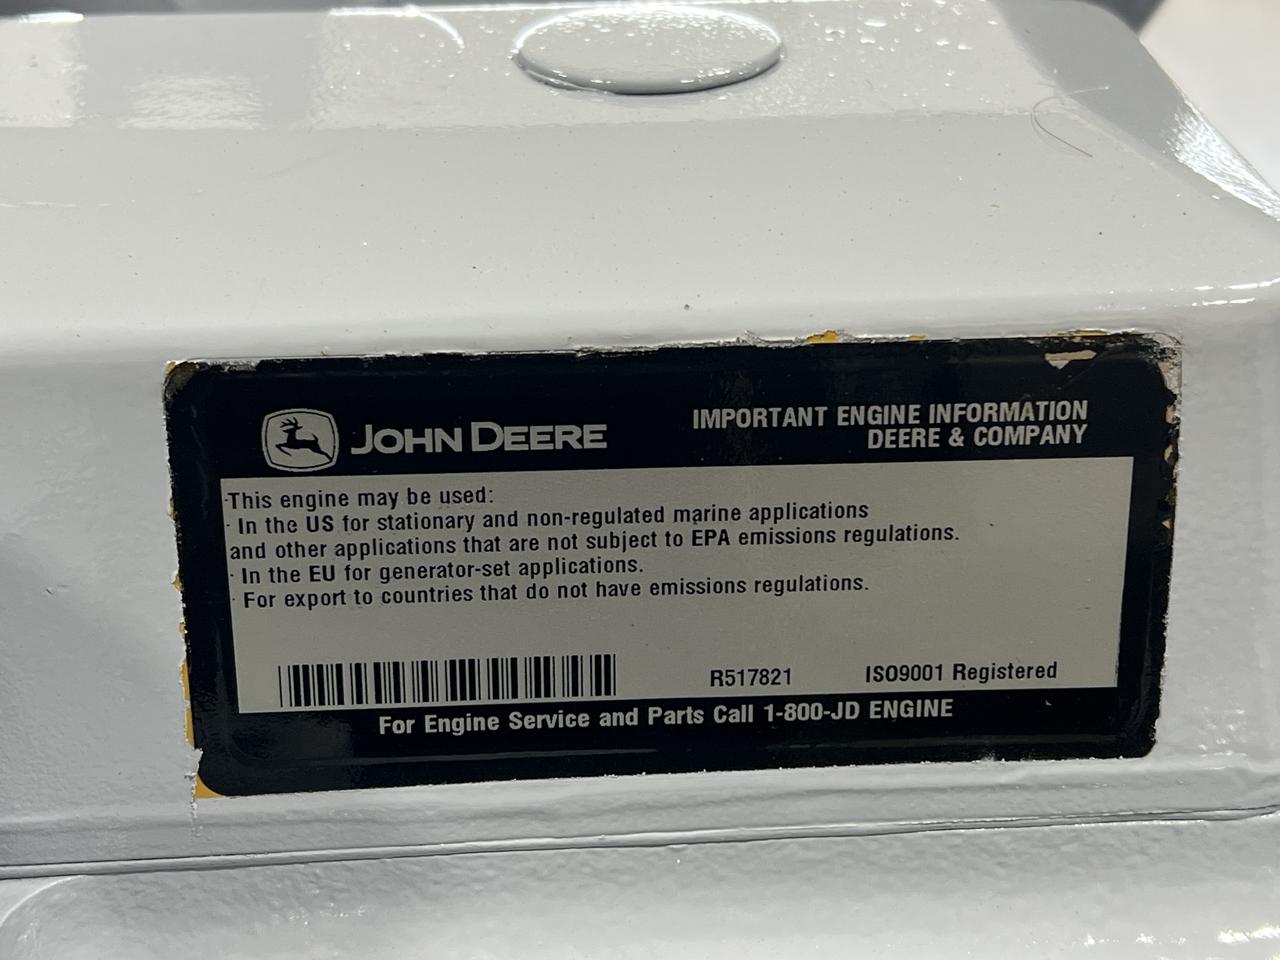 JOHN DEERE
IMPORTANT ENGINE INFORMATION
DEERE & COMPANY
·This engine may be used:
· In the US for stationary and non-regulated marine applications
and other applications that are not subject to EPA emissions regulations.
· In the EU for generator-set applications.
· For export to countries that do not have emissions regulations.
R517821
ISO9001 Registered
For Engine Service and Parts Call 1-800-JD ENGINE